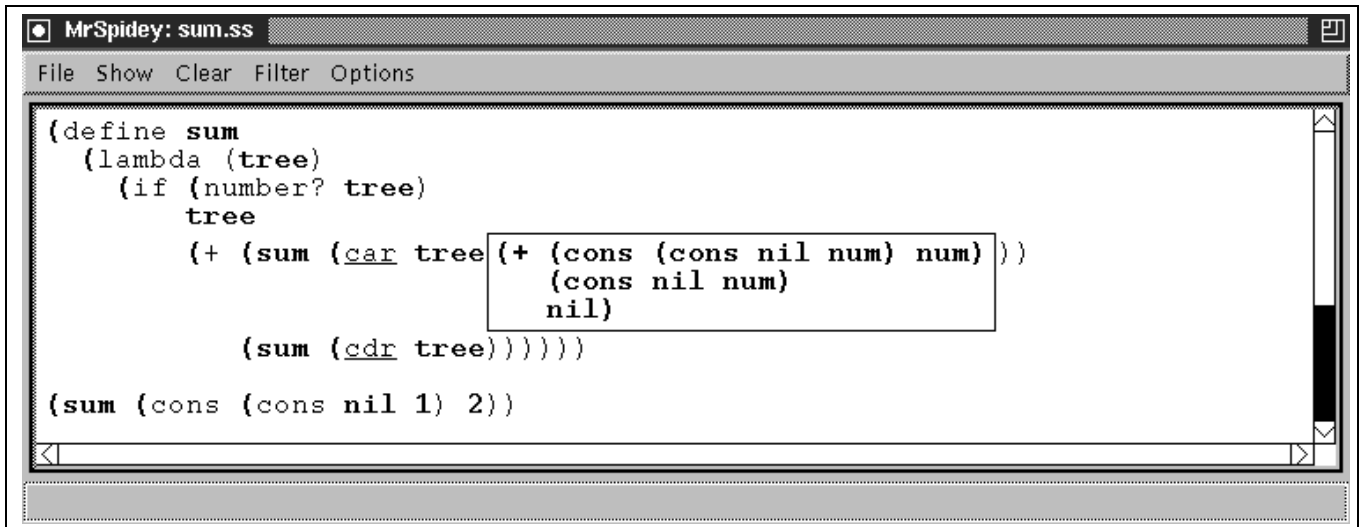 MrSpidey: sum.ss
File Show Clear Filter Options
(define sum
(lambda (tree)
(if (number? tree)
tree
(+ (sum (car tree (+ (cons (cons nil num) num) ))
(cons nil num)
nil)
(sum (cdr tree))))))
(sum (cons (cons nil 1) 2))